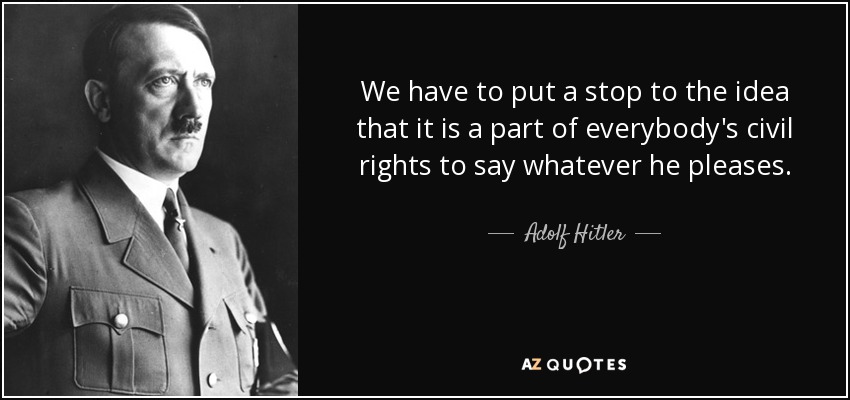 We have to put a stop to the idea
that it is a part of everybody's civil
rights to say whatever he pleases.
Adolf Hitler
AZ QUOTES